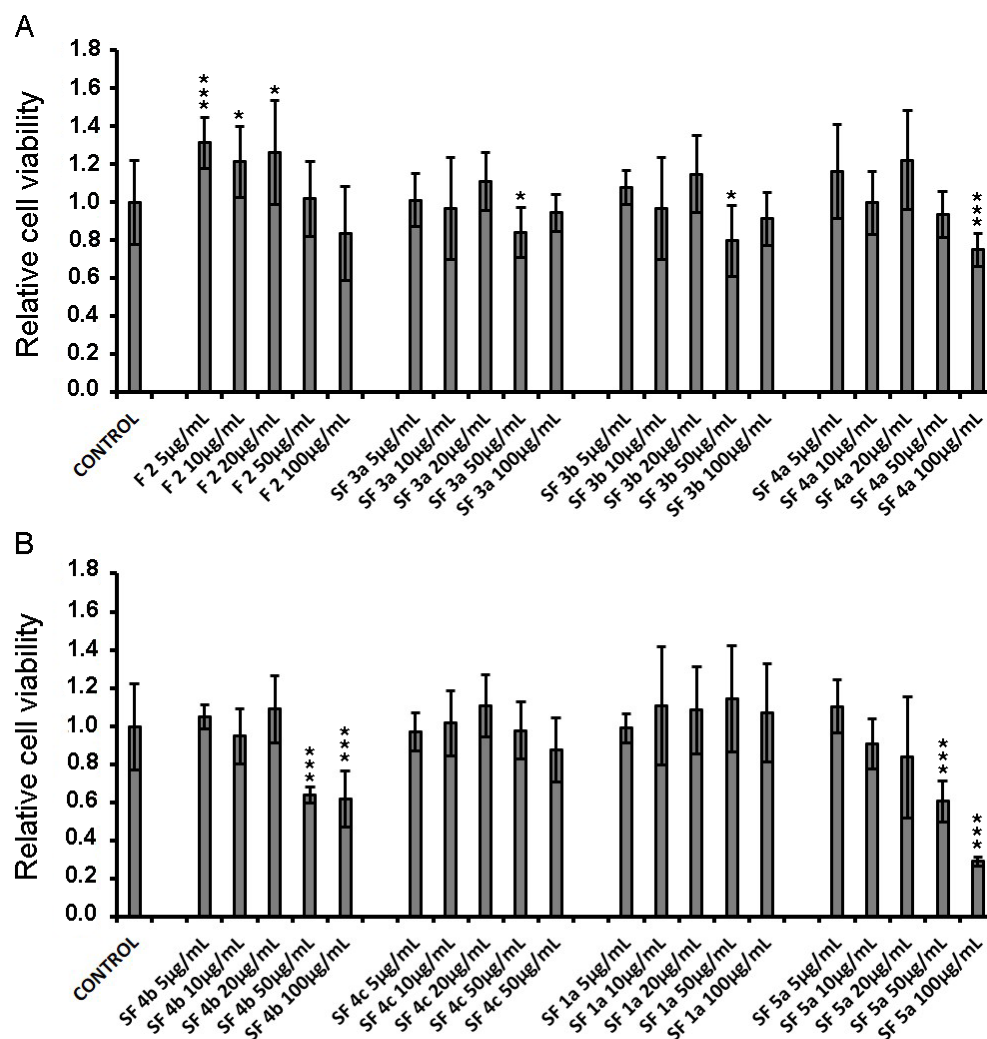 A
Relative cell viability
1.8
1.6
1.4
1.2
1.0
0.8
0.6
0.4
0.2
0.0
***
*
*
*
*
***
CONTROL
F 2 5µg/mL
F 2 10µg/mL
F 2 20µg/mL
F 2 50µg/mL
F 2 100µg/mL
SF 3a 5µg/mL
SF 3a 10µg/mL
SF 3a 20µg/mL
SF 3a 50µg/mL
SF 3a 100µg/mL
SF 3b 5µg/mL
SF 3b 10µg/mL
SF 3b 20µg/mL
SF 3b 50µg/mL
SF 3b 100µg/mL
SF 4a 5µg/mL
SF 4a 10µg/mL
SF 4a 20µg/mL
SF 4a 50µg/mL
SF 4a 100µg/mL
B
Relative cell viability
1.8
1.6
1.4
1.2
1.0
0.8
0.6
0.4
0.2
0.0
***
***
***
***
CONTROL
SF 4b 5µg/mL
SF 4b 10µg/mL
SF 4b 20µg/mL
SF 4b 50µg/mL
SF 4b 100µg/mL
SF 4c 5µg/mL
SF 4c 10µg/mL
SF 4c 20µg/mL
SF 4c 50µg/mL
SF 4c 50µg/mL
SF 1a 5µg/mL
SF 1a 10µg/mL
SF 1a 20µg/mL
SF 1a 50µg/mL
SF 1a 100µg/mL
SF 5a 5µg/mL
SF 5a 10µg/mL
SF 5a 20µg/mL
SF 5a 50µg/mL
SF 5a 100µg/mL